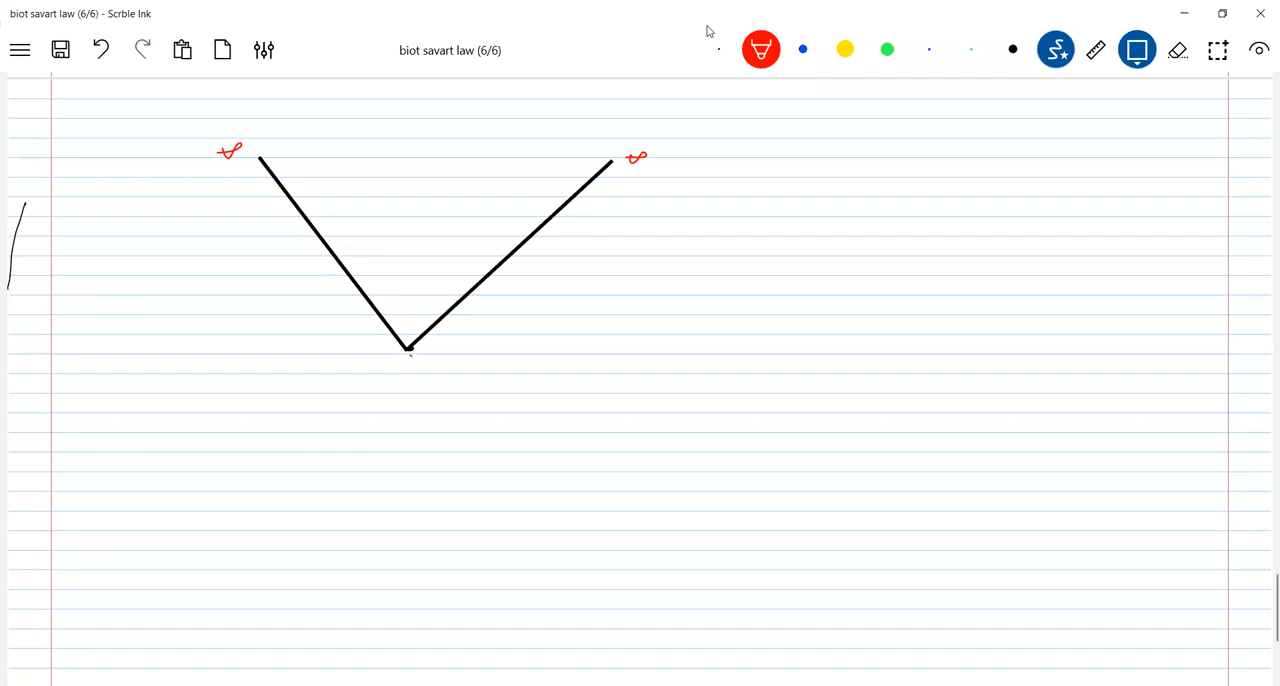 biot savart law (6/6) - Scrble Ink
biot savart law (6/6)
∞ ∞